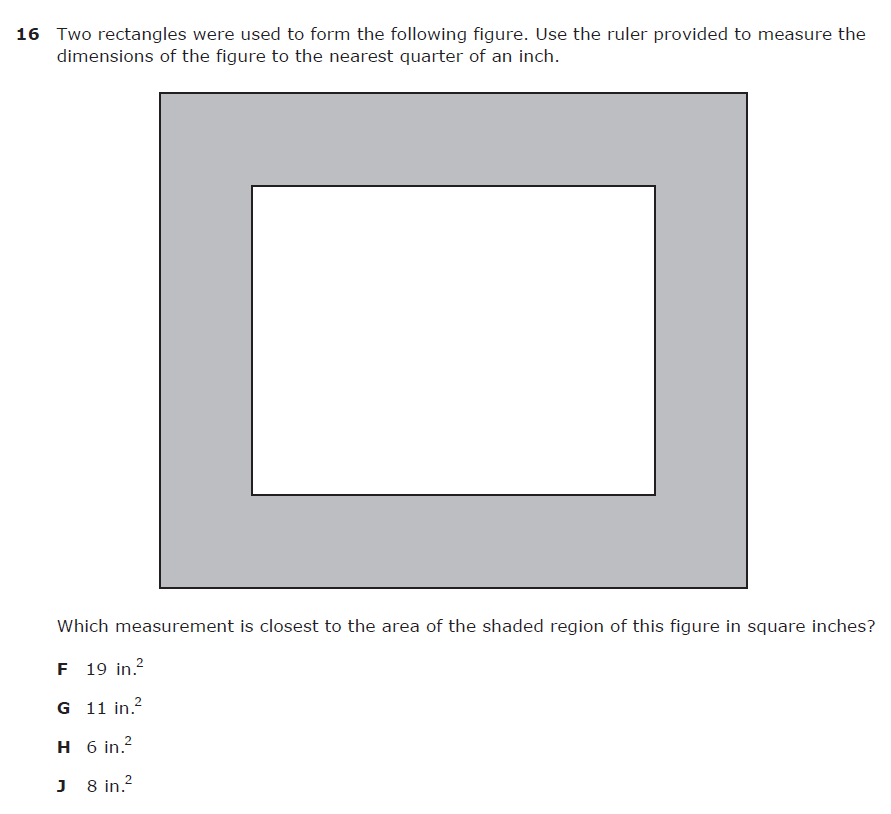 16 Two rectangles were used to form the following figure. Use the ruler provided to measure the
dimensions of the figure to the nearest quarter of an inch.
Which measurement is closest to the area of the shaded region of this figure in square inches?
F 19 in.²
G 11 in.²
H 6 in.²
J 8 in.²